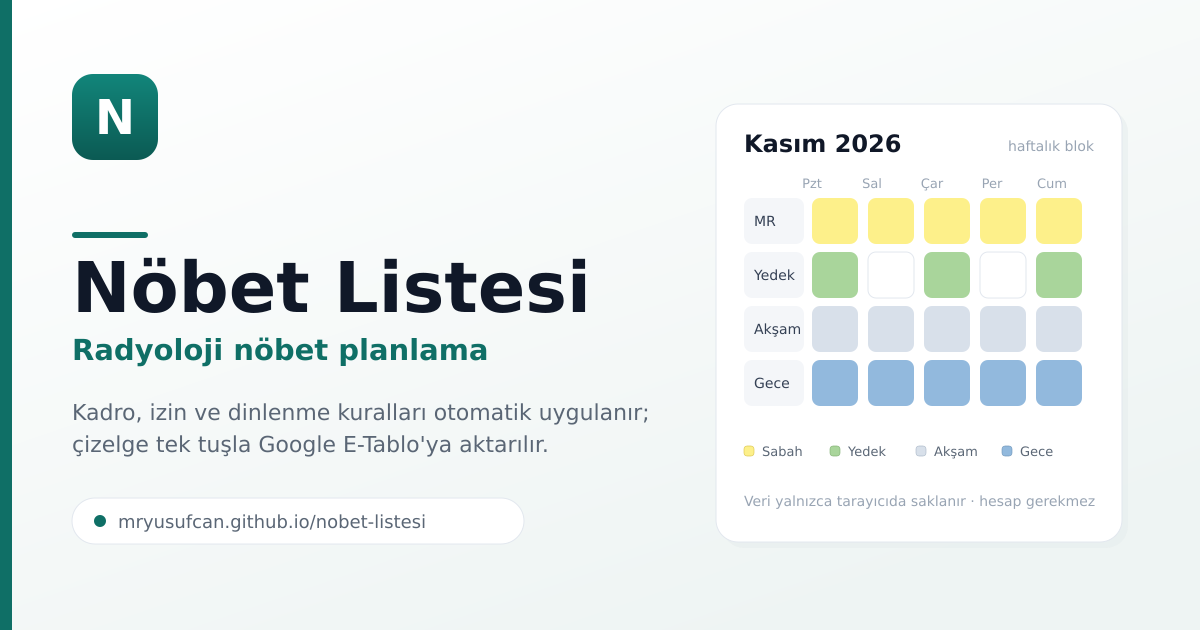 N
Nöbet Listesi
Radyoloji nöbet planlama
Kadro, izin ve dinlenme kuralları otomatik uygulanır;
çizelge tek tuşla Google E-Tablo'ya aktarılır.
mryusufcan.github.io/nobet-listesi
Kasım 2026 haftalık blok
Pzt Sal Çar Per Cum
MR
Yedek
Akşam
Gece
Sabah Yedek Akşam Gece
Veri yalnızca tarayıcıda saklanır · hesap gerekmez